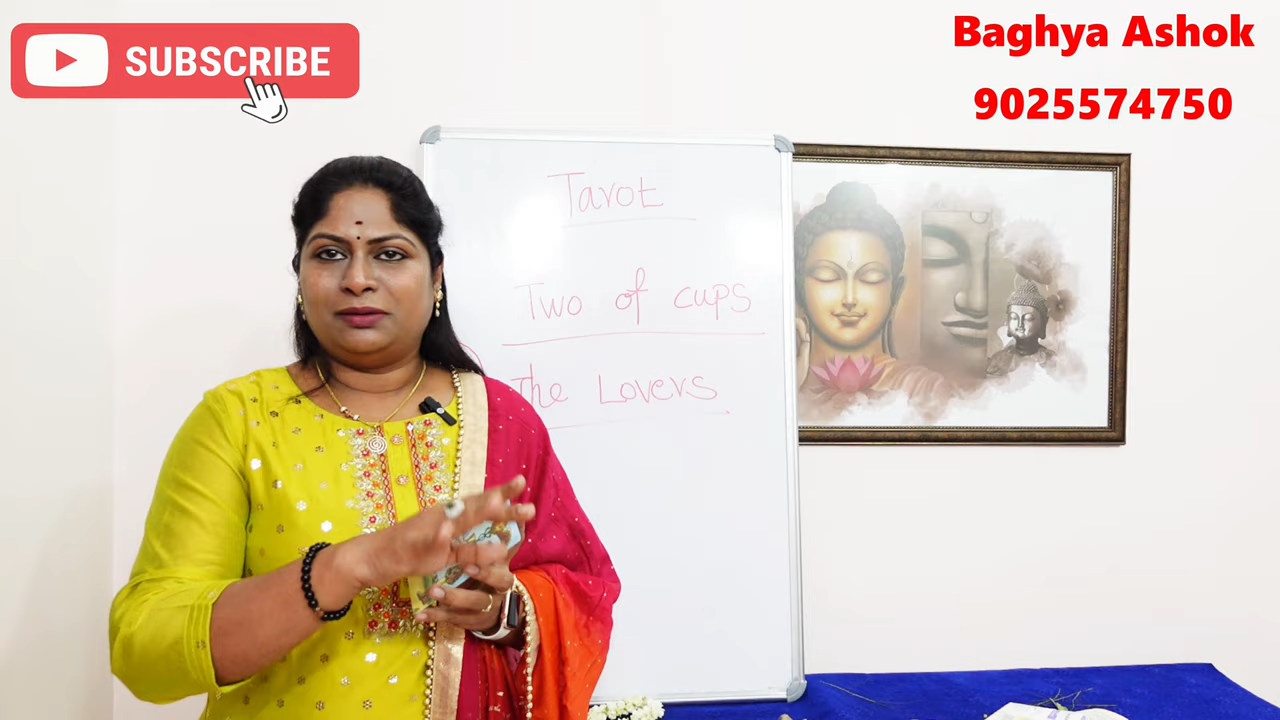 SUBSCRIBE
Baghya Ashok
9025574750
Tarot
Two of cups
The Lovers